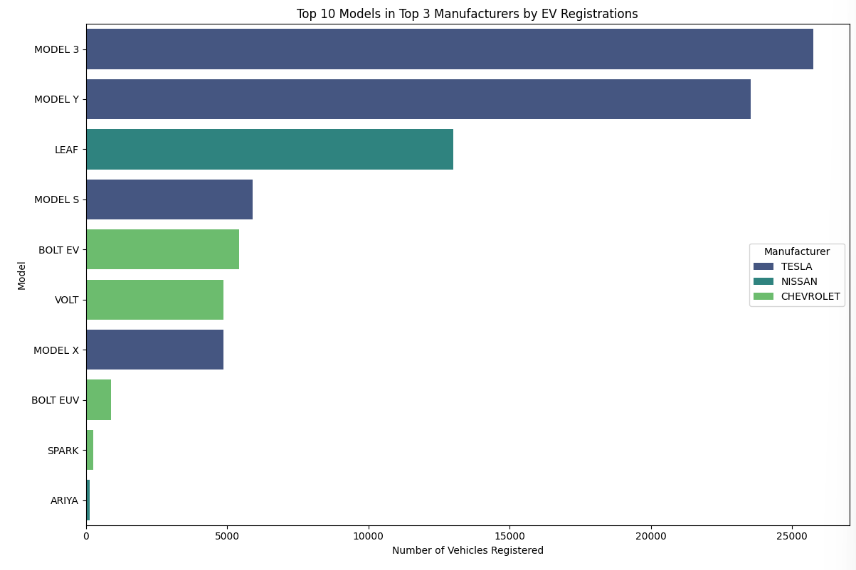 Top 10 Models in Top 3 Manufacturers by EV Registrations
MODEL 3
MODEL Y
LEAF
MODEL S
BOLT EV
VOLT
MODEL X
BOLT EUV
SPARK
ARIYA
Model
Manufacturer
TESLA
NISSAN
CHEVROLET
0 5000 10000 15000 20000 25000
Number of Vehicles Registered